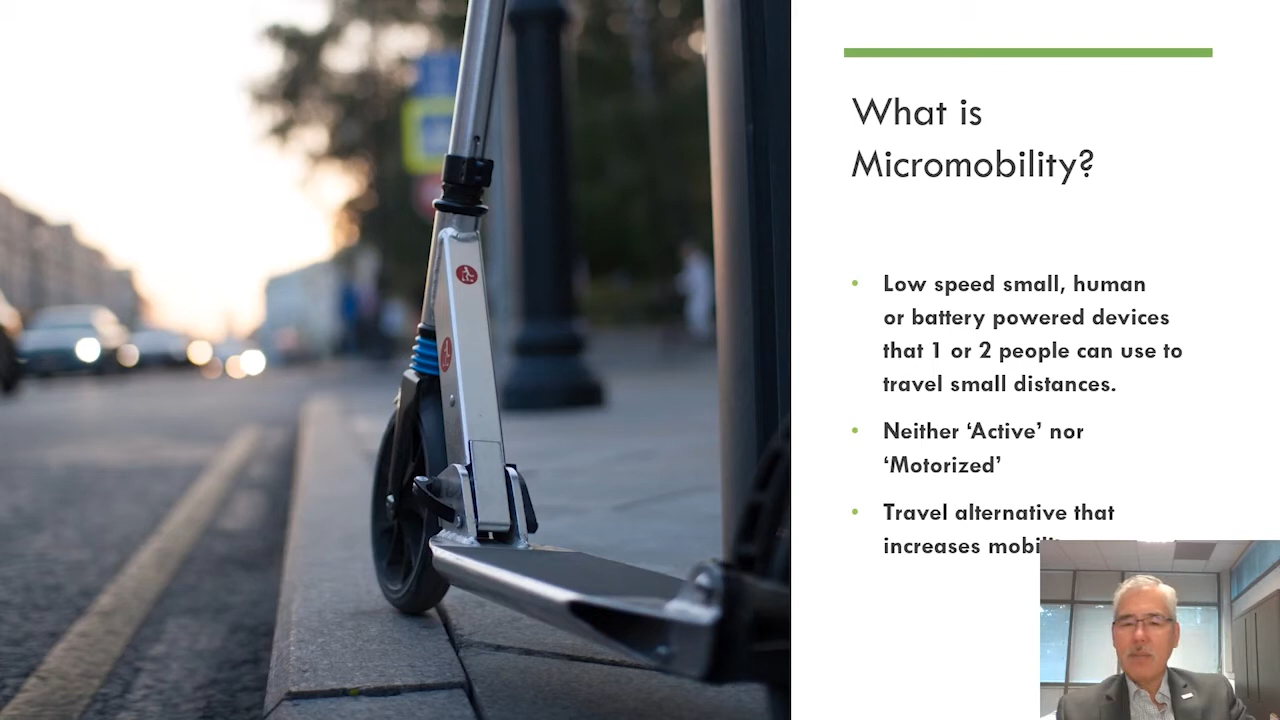 What is
Micromobility?
• Low speed small, human
or battery powered devices
that 1 or 2 people can use to
travel small distances.
• Neither ‘Active’ nor
‘Motorized’
• Travel alternative that
increases